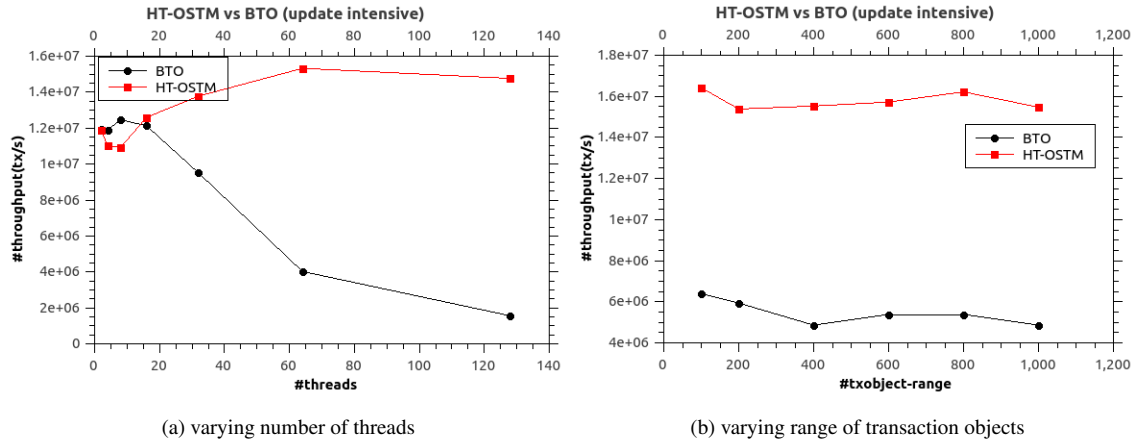 HT-OSTM vs BTO (update intensive)
0 20 40 60 80 100 120 140
1.6e+07
1.4e+07
1.2e+07
1e+07
8e+06
6e+06
4e+06
2e+06
0
#throughput(tx/s)
BTO
HT-OSTM
0 20 40 60 80 100 120 140
#threads
(a) varying number of threads
HT-OSTM vs BTO (update intensive)
0 200 400 600 800 1,000 1,200
1.8e+07
1.6e+07
1.4e+07
1.2e+07
1e+07
8e+06
6e+06
4e+06
#throughput(tx/s)
BTO
HT-OSTM
0 200 400 600 800 1,000 1,200
#txobject-range
(b) varying range of transaction objects